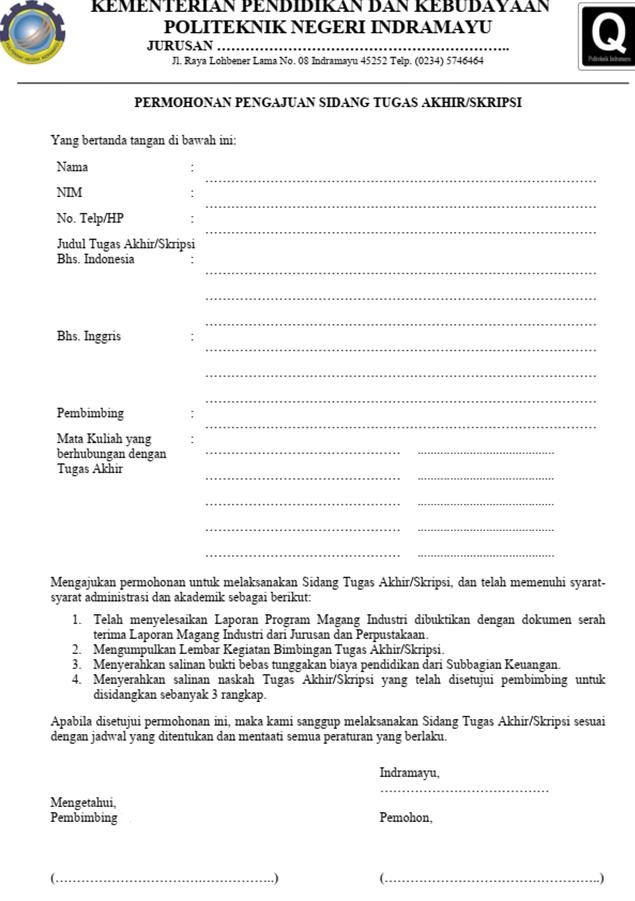 KEMENTERIAN PENDIDIKAN DAN KEBUDAYAAN
POLITEKNIK NEGERI INDRAMAYU
JURUSAN ……………………………………………………..
Jl. Raya Lohbener Lama No. 08 Indramayu 45252 Telp. (0234) 5746464
Q
Politeknik Indramayu
PERMOHONAN PENGAJUAN SIDANG TUGAS AKHIR/SKRIPSI
Yang bertanda tangan di bawah ini:
Nama : ………………………………………………………………………………
NIM : ………………………………………………………………………………
No. Telp/HP : ………………………………………………………………………………
Judul Tugas Akhir/Skripsi
Bhs. Indonesia : ………………………………………………………………………………
………………………………………………………………………………
………………………………………………………………………………
Bhs. Inggris : ………………………………………………………………………………
………………………………………………………………………………
………………………………………………………………………………
Pembimbing : ………………………………………………………………………………
Mata Kuliah yang : ……………………………………… ……………………………
berhubungan dengan
Tugas Akhir ……………………………………… ……………………………
……………………………………… ……………………………
……………………………………… ……………………………
……………………………………… ……………………………
Mengajukan permohonan untuk melaksanakan Sidang Tugas Akhir/Skripsi, dan telah memenuhi syarat-
syarat administrasi dan akademik sebagai berikut:
1. Telah menyelesaikan Laporan Program Magang Industri dibuktikan dengan dokumen serah
terima Laporan Magang Industri dari Jurusan dan Perpustakaan.
2. Mengumpulkan Lembar Kegiatan Bimbingan Tugas Akhir/Skripsi.
3. Menyerahkan salinan bukti bebas tunggakan biaya pendidikan dari Subbagian Keuangan.
4. Menyerahkan salinan naskah Tugas Akhir/Skripsi yang telah disetujui pembimbing untuk
disidangkan sebanyak 3 rangkap.
Apabila disetujui permohonan ini, maka kami sanggup melaksanakan Sidang Tugas Akhir/Skripsi sesuai
dengan jadwal yang ditentukan dan mentaati semua peraturan yang berlaku.
Indramayu,
…………………………………
Mengetahui,
Pembimbing Pemohon,
(……………………………………………..) (……………………………………………..)